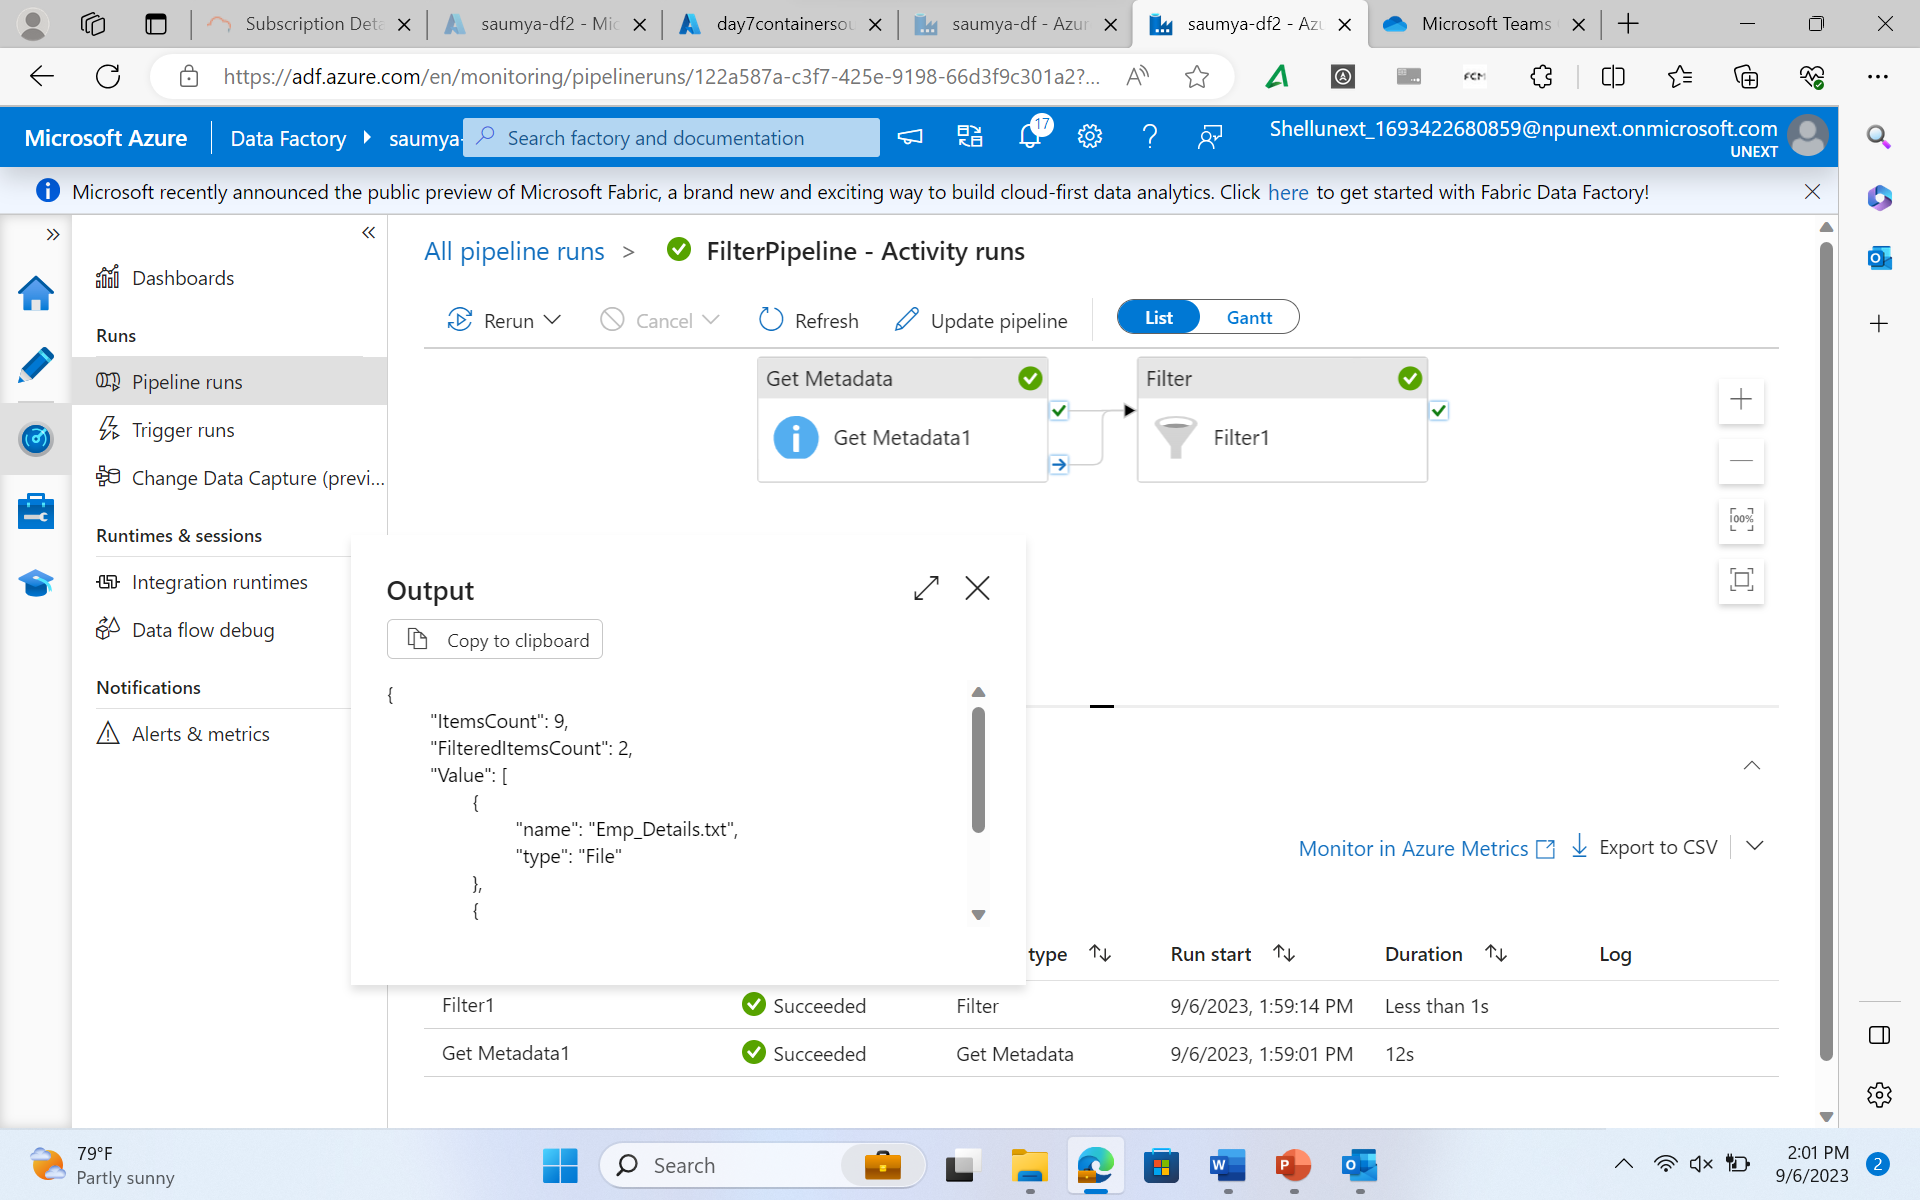 Subscription Deta
saumya-df2 - Mic
day7containersou
saumya-df - Azur
saumya-df2 - Azu
Microsoft Teams
https://adf.azure.com/en/monitoring/pipelineruns/122a587a-c3f7-425e-9198-66d3f9c301a2?...
FCM
Microsoft Azure
Data Factory
saumya-
Search factory and documentation
17
Shellunext_1693422680859@npunext.onmicrosoft.com
UNEXT
Microsoft recently announced the public preview of Microsoft Fabric, a brand new and exciting way to build cloud-first data analytics. Click here to get started with Fabric Data Factory!
Dashboards
Runs
Pipeline runs
Trigger runs
Change Data Capture (previ...
Runtimes & sessions
Integration runtimes
Data flow debug
Notifications
Alerts & metrics
All pipeline runs > FilterPipeline - Activity runs
Rerun
Cancel
Refresh
Update pipeline
List
Gantt
Get Metadata
Get Metadata1
Filter
Filter1
100%
Output
Copy to clipboard
{
"ItemsCount": 9,
"FilteredItemsCount": 2,
"Value": [
{
"name": "Emp_Details.txt",
"type": "File"
},
{
Monitor in Azure Metrics
Export to CSV
type
Run start
Duration
Log
Filter1 Succeeded Filter 9/6/2023, 1:59:14 PM Less than 1s
Get Metadata1 Succeeded Get Metadata 9/6/2023, 1:59:01 PM 12s
79°F
Partly sunny
Search
2:01 PM
9/6/2023
2